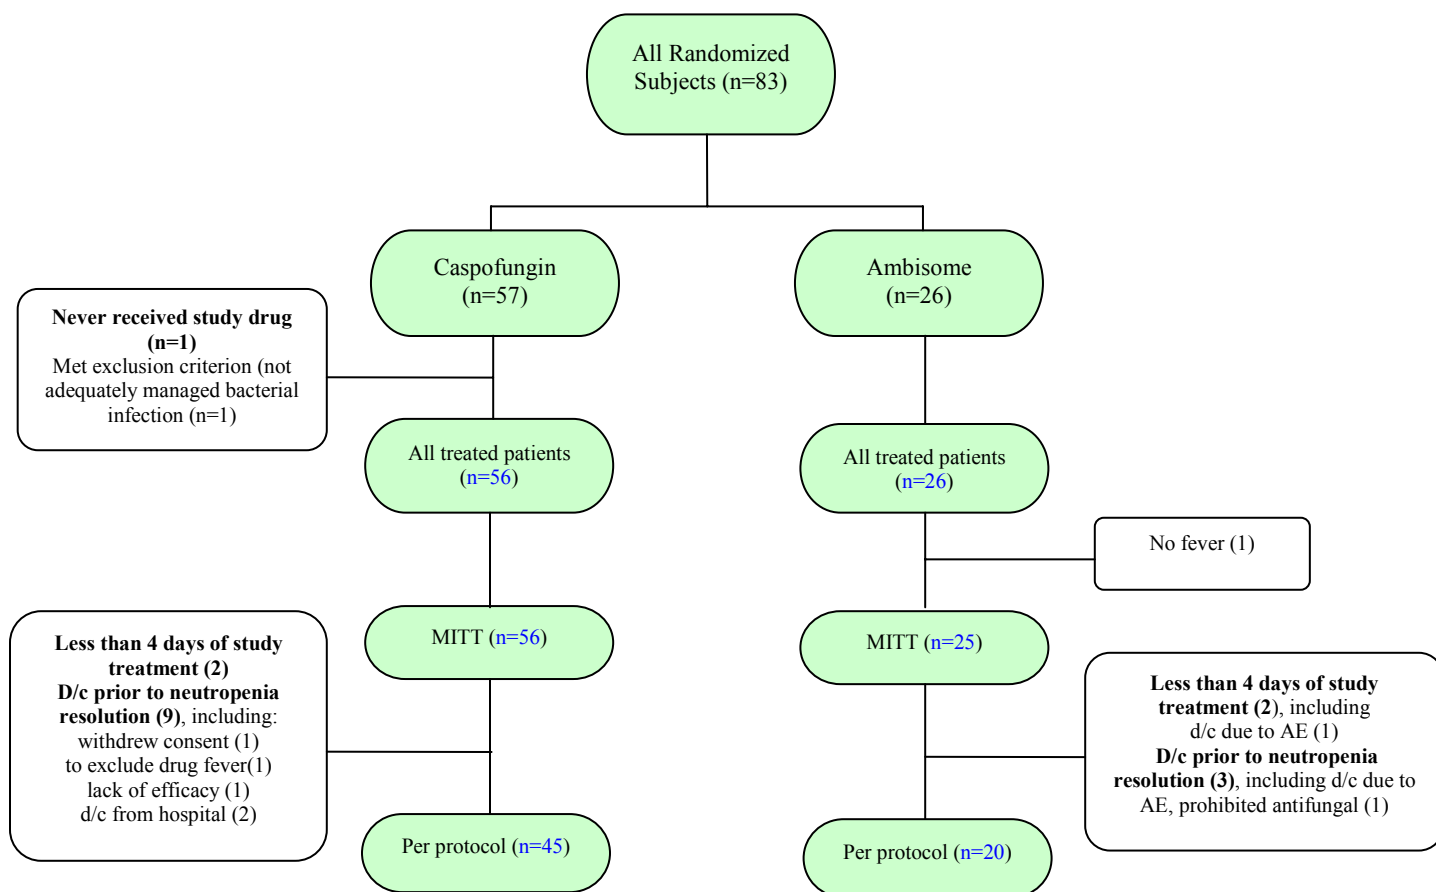 All Randomized
Subjects (n=83)
Caspofungin
(n=57)
Ambisome
(n=26)
Never received study drug
(n=1)
Met exclusion criterion (not
adequately managed bacterial
infection (n=1)
All treated patients
(n=56)
All treated patients
(n=26)
No fever (1)
MITT (n=56)
MITT (n=25)
Less than 4 days of study
treatment (2)
D/c prior to neutropenia
resolution (9), including:
withdrew consent (1)
to exclude drug fever(1)
lack of efficacy (1)
d/c from hospital (2)
Less than 4 days of study
treatment (2), including
d/c due to AE (1)
D/c prior to neutropenia
resolution (3), including d/c due to
AE, prohibited antifungal (1)
Per protocol (n=45)
Per protocol (n=20)